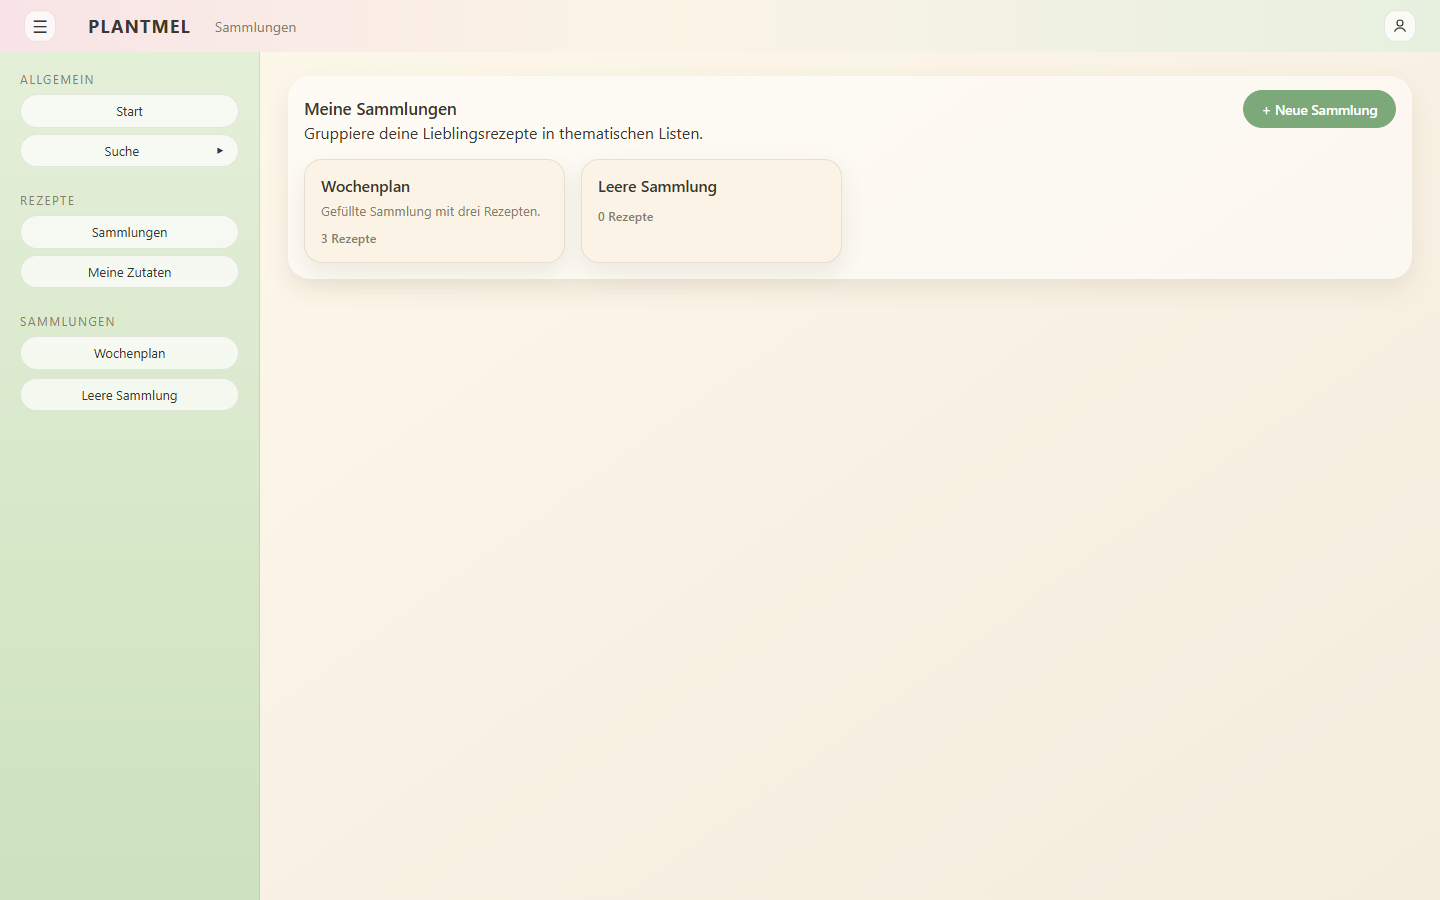 ☰ PLANTMEL Sammlungen
ALLGEMEIN
Start
Suche ▸
REZEPTE
Sammlungen
Meine Zutaten
SAMMLUNGEN
Wochenplan
Leere Sammlung
Meine Sammlungen
Gruppiere deine Lieblingsrezepte in thematischen Listen.
+ Neue Sammlung
Wochenplan
Gefüllte Sammlung mit drei Rezepten.
3 Rezepte
Leere Sammlung
0 Rezepte